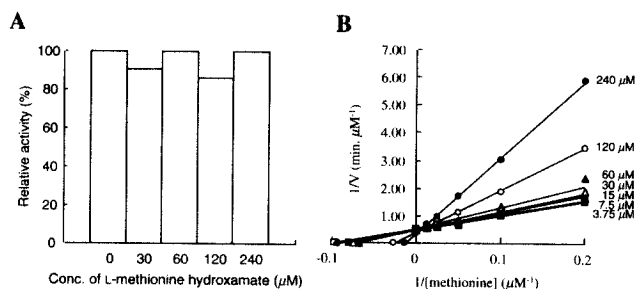 A
100
80
60
40
20
0
Relative activity (%)
0 30 60 120 240
Conc. of L-methionine hydroxamate (μM)
B
7.00
6.00
5.00
4.00
3.00
2.00
1.00
1/V (min. μM⁻¹)
-0.1 0 0.1 0.2
1/[methionine] (μM⁻¹)
240 μM
120 μM
60 μM
30 μM
15 μM
7.5 μM
3.75 μM